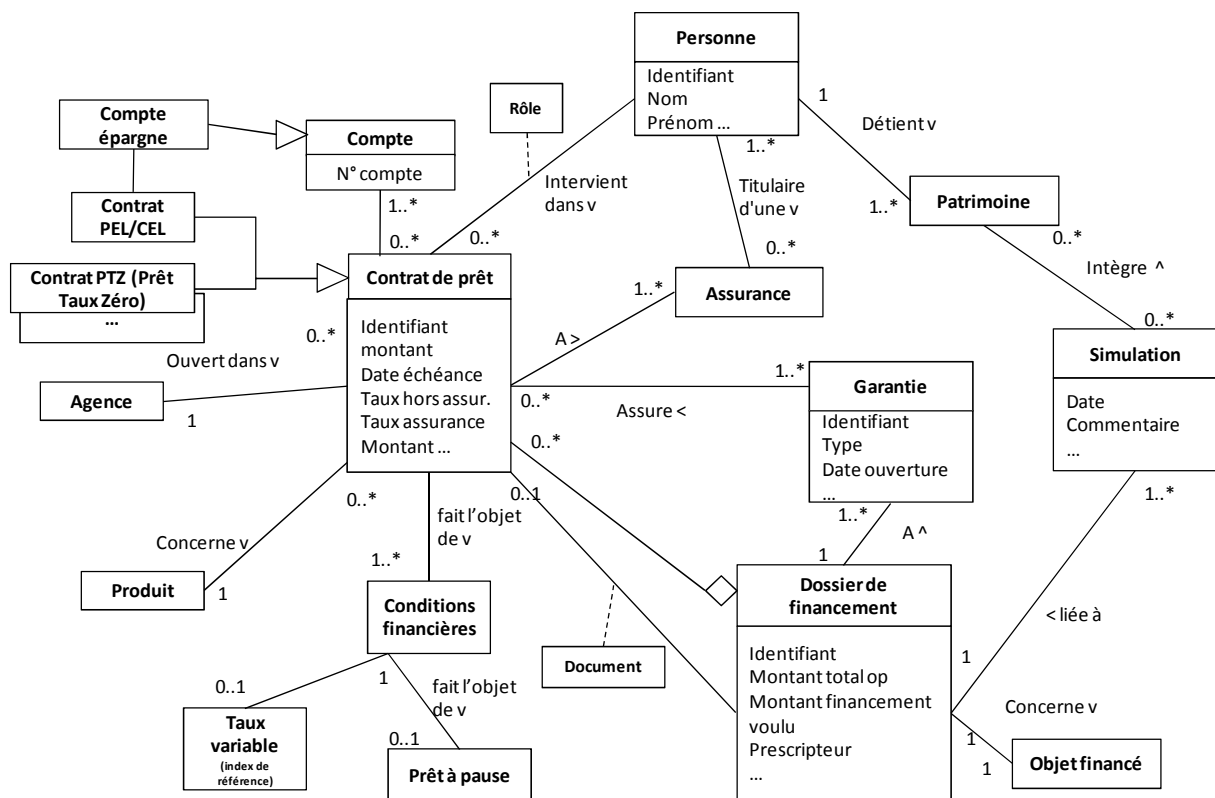 Personne
Identifiant
Nom
Prénom ...
Rôle
Compte
épargne
Compte
N° compte
1
Détient v
1..*
Patrimoine
1..*
Titulaire
d'une v
0..*
Intervient
dans v
0..*
Contrat
PEL/CEL
1..*
0..*
0..*
Intègre ^
0..*
Contrat PTZ (Prêt
Taux Zéro)
...
Contrat de prêt
Identifiant
montant
Date échéance
Taux hors assur.
Taux assurance
Montant ...
1..*
Assurance
A >
0..*
Ouvert dans v
Agence
1
Simulation
Date
Commentaire
...
1..*
Garantie
Identifiant
Type
Date ouverture
...
0..*
Assure <
0..*
0..*
0..1
fait l'objet
de v
1..*
1..*
A ^
1
1..*
Concerne v
Produit
1
Conditions
financières
Dossier de
financement
Identifiant
Montant total op
Montant financement
voulu
Prescripteur
...
< liée à
1
Document
0..1
1
fait l'objet
de v
0..1
Taux
variable
(index de
référence)
Prêt à pause
Concerne v
1
1
Objet financé